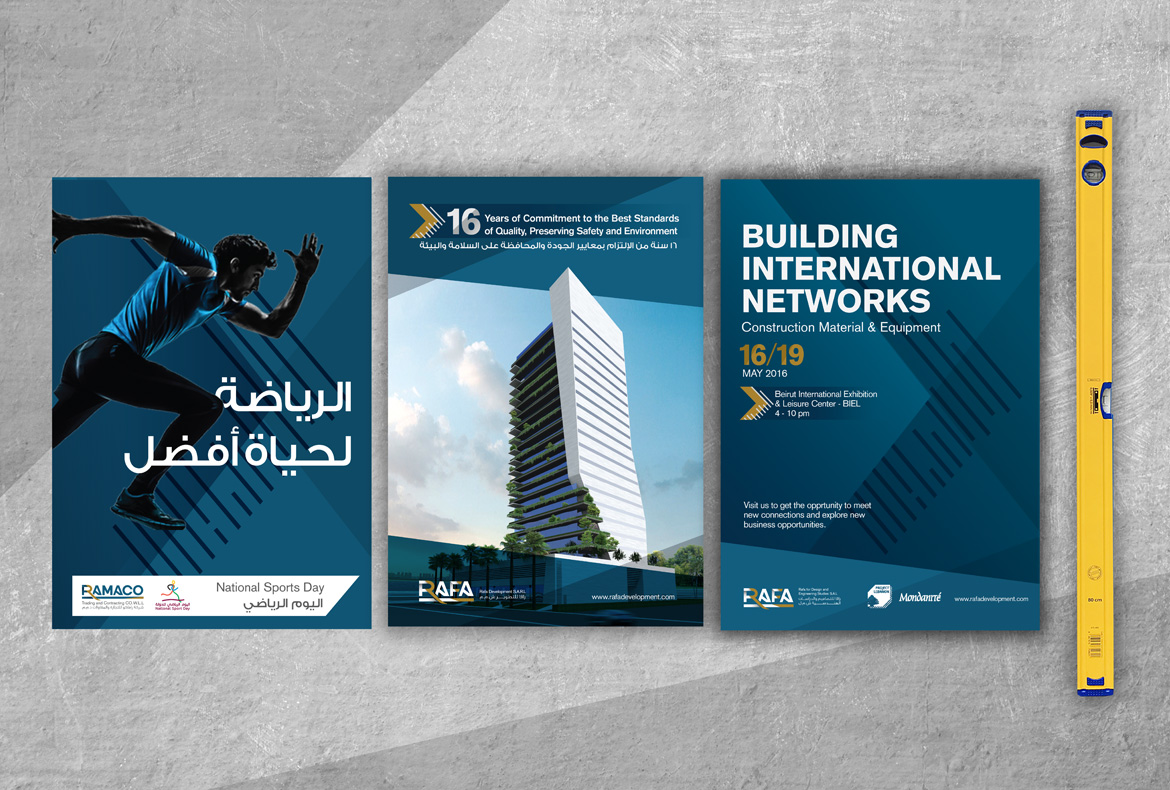 الرياضة
لحياة أفضل
RAMACO
Trading and Contracting CO W.L.L
اليوم الرياضي للدولة
National Sport Day
National Sports Day
اليوم الرياضي
16 Years of Commitment to the Best Standards
of Quality, Preserving Safety and Environment
١٦ سنة من الإلتزام بمعايير الجودة والمحافظة على السلامة والبيئة
RAFA
Rafa Development S.A.R.L
www.rafadevelopment.com
BUILDING
INTERNATIONAL
NETWORKS
Construction Material & Equipment
16/19
MAY 2016
Beirut International Exhibition
& Leisure Center - BIEL
4 - 10 pm
Visit us to get the opprtunity to meet
new connections and explore new
business opportunities.
RAFA
Rafa for Design and
Engineering Studies S.A.L
PROJECT
LEBANON
Mondanité
www.rafadevelopment.com
80 cm